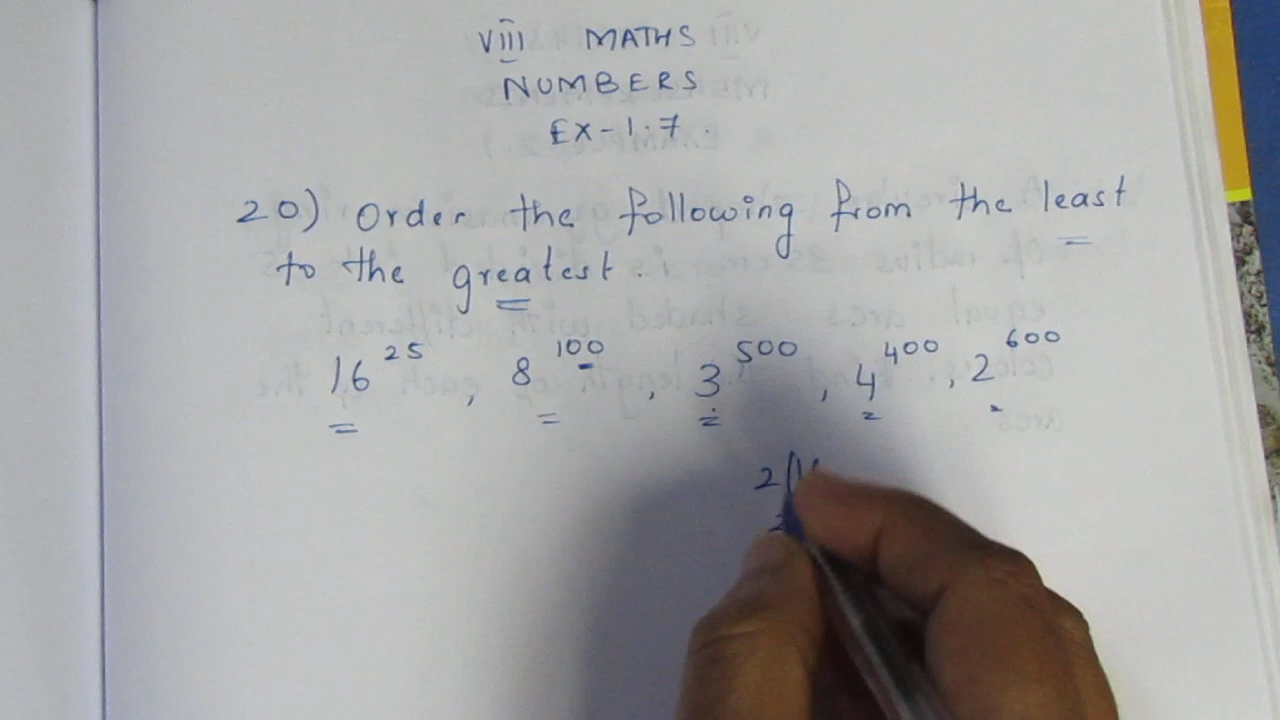 VIII MATHS
NUMBERS
EX-1.7.
20) Order the following from the least
to the greatest.
16^25, 8^100, 3^500, 4^400, 2^600
2